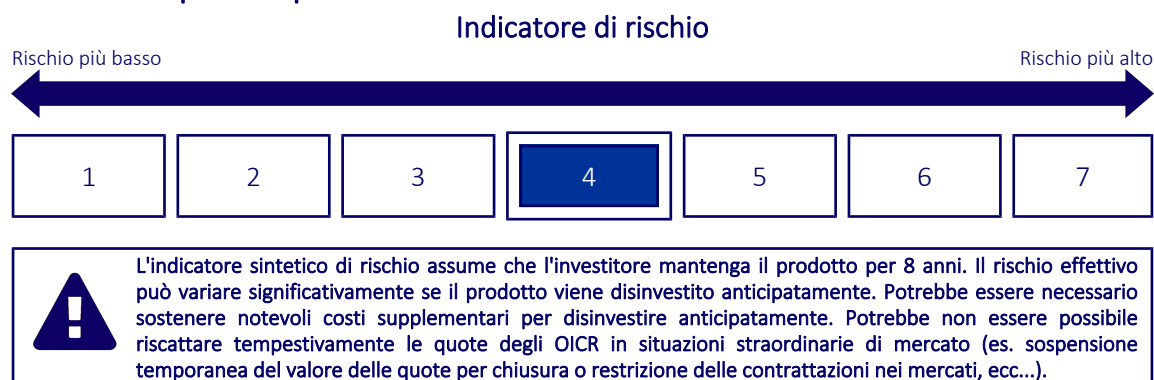 Indicatore di rischio
Rischio più basso
Rischio più alto
1 2 3 4 5 6 7
L'indicatore sintetico di rischio assume che l'investitore mantenga il prodotto per 8 anni. Il rischio effettivo
può variare significativamente se il prodotto viene disinvestito anticipatamente. Potrebbe essere necessario
sostenere notevoli costi supplementari per disinvestire anticipatamente. Potrebbe non essere possibile
riscattare tempestivamente le quote degli OICR in situazioni straordinarie di mercato (es. sospensione
temporanea del valore delle quote per chiusura o restrizione delle contrattazioni nei mercati, ecc...).